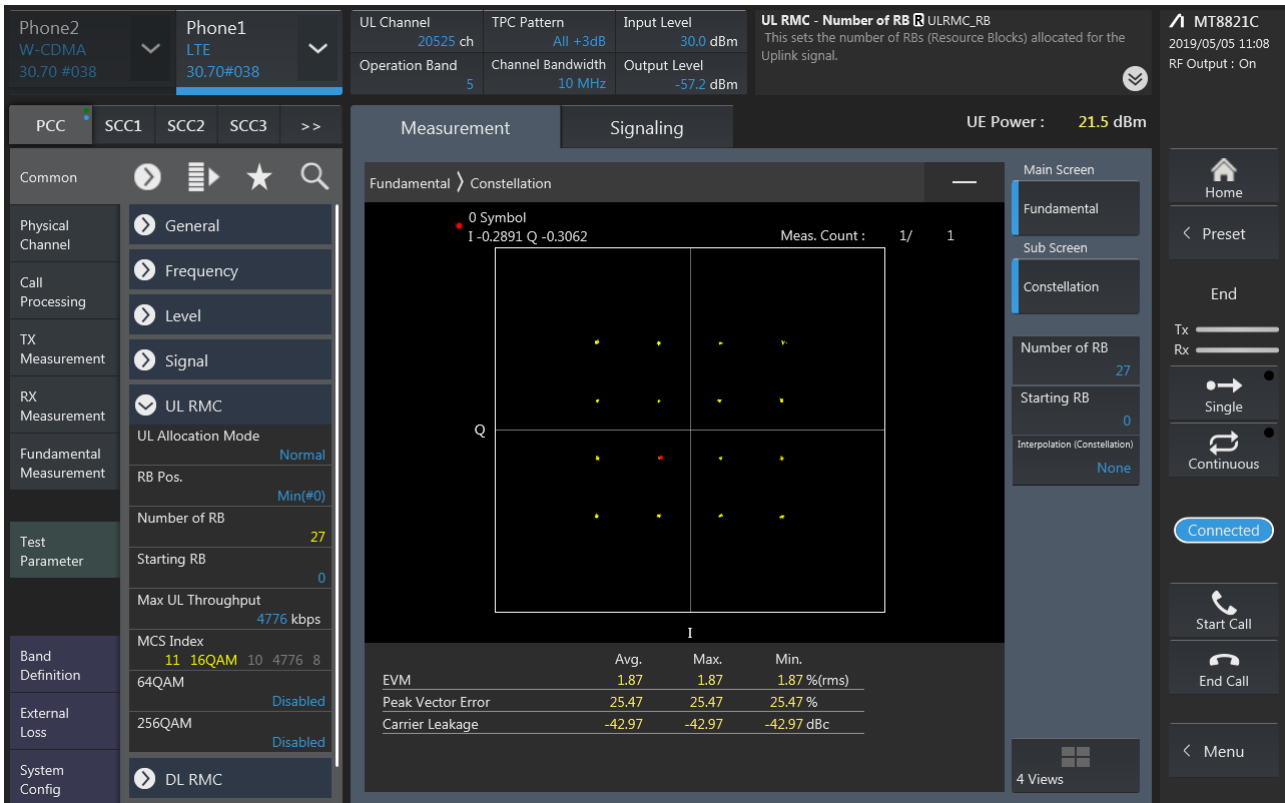 Phone2
W-CDMA
30.70 #038
Phone1
LTE
30.70#038
UL Channel
20525 ch
Operation Band
5
TPC Pattern
All +3dB
Channel Bandwidth
10 MHz
Input Level
30.0 dBm
Output Level
-57.2 dBm
UL RMC - Number of RB R ULRMC_RB
This sets the number of RBs (Resource Blocks) allocated for the
Uplink signal.
MT8821C
2019/05/05 11:08
RF Output : On
PCC SCC1 SCC2 SCC3 >>
Common
Physical
Channel
Call
Processing
TX
Measurement
RX
Measurement
Fundamental
Measurement
Test
Parameter
Band
Definition
External
Loss
System
Config
General
Frequency
Level
Signal
UL RMC
UL Allocation Mode
Normal
RB Pos.
Min(#0)
Number of RB
27
Starting RB
0
Max UL Throughput
4776 kbps
MCS Index
11 16QAM 10 4776 8
64QAM
Disabled
256QAM
Disabled
DL RMC
Measurement
Signaling
UE Power : 21.5 dBm
Fundamental 〉 Constellation
0 Symbol
I -0.2891 Q -0.3062
Meas. Count : 1/ 1
Q
I
Avg. Max. Min.
EVM 1.87 1.87 1.87 %(rms)
Peak Vector Error 25.47 25.47 25.47 %
Carrier Leakage -42.97 -42.97 -42.97 dBc
Main Screen
Fundamental
Sub Screen
Constellation
Number of RB
27
Starting RB
0
Interpolation (Constellation)
None
4 Views
Home
< Preset
End
Tx
Rx
Single
Continuous
Connected
Start Call
End Call
< Menu